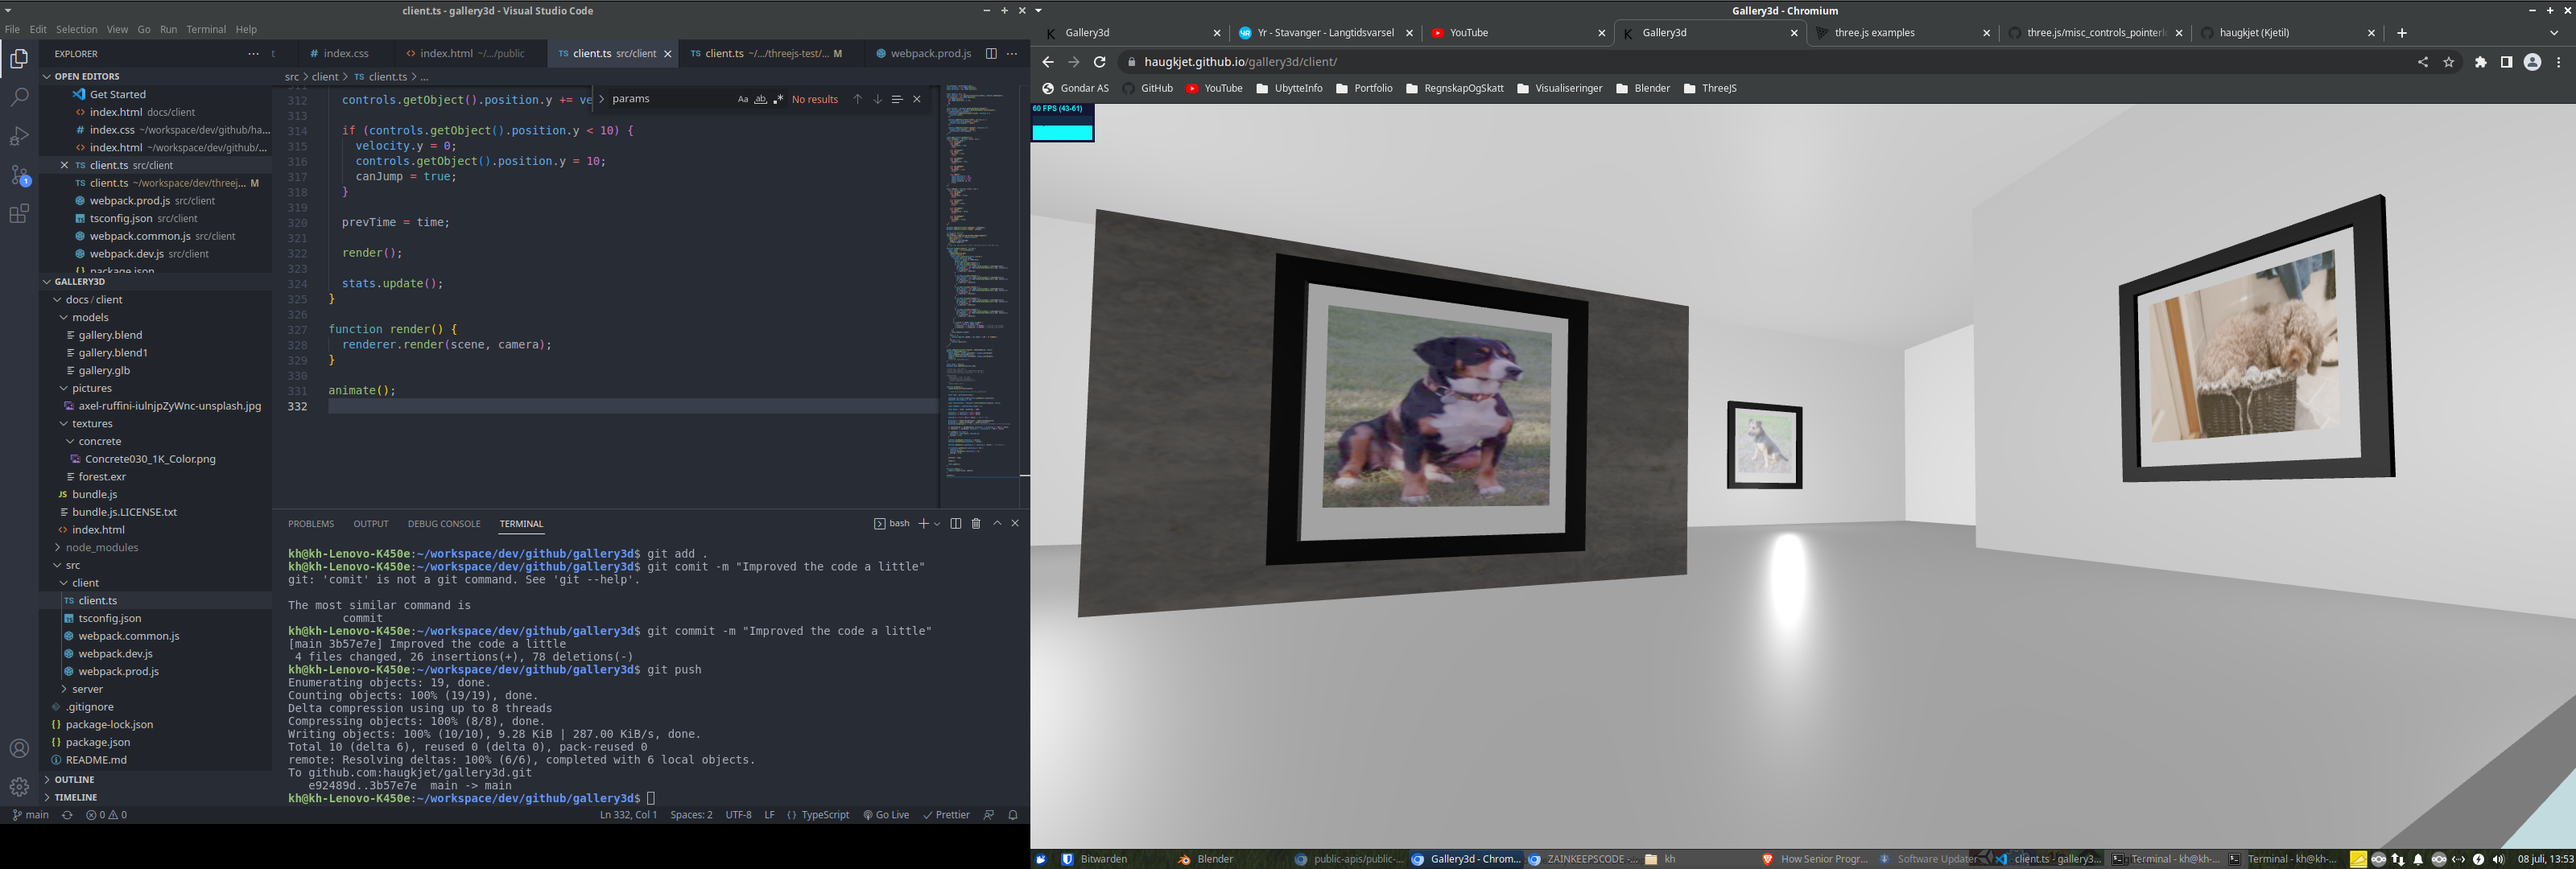 client.ts - gallery3d - Visual Studio Code
File Edit Selection View Go Run Terminal Help
EXPLORER
t
index.css
index.html ~/.../public
TS client.ts src/client
TS client.ts ~/.../threejs-test/... M
webpack.prod.js
OPEN EDITORS
Get Started
index.html docs/client
index.css ~/workspace/dev/github/ha...
index.html ~/workspace/dev/github/...
TS client.ts src/client
TS client.ts ~/workspace/dev/threej... M
webpack.prod.js src/client
tsconfig.json src/client
webpack.common.js src/client
webpack.dev.js src/client
package.json
GALLERY3D
docs / client
models
gallery.blend
gallery.blend1
gallery.glb
pictures
axel-ruffini-iulnjpZyWnc-unsplash.jpg
textures
concrete
Concrete030_1K_Color.png
forest.exr
JS bundle.js
bundle.js.LICENSE.txt
index.html
node_modules
src
client
TS client.ts
tsconfig.json
webpack.common.js
webpack.dev.js
webpack.prod.js
server
.gitignore
package-lock.json
package.json
README.md
OUTLINE
TIMELINE
1
src > client > TS client.ts > ...
params
Aa ab No results
311
312 controls.getObject().position.y += ve
313
314 if (controls.getObject().position.y < 10) {
315 velocity.y = 0;
316 controls.getObject().position.y = 10;
317 canJump = true;
318 }
319
320 prevTime = time;
321
322 render();
323
324 stats.update();
325 }
326
327 function render() {
328 renderer.render(scene, camera);
329 }
330
331 animate();
332
PROBLEMS OUTPUT DEBUG CONSOLE TERMINAL
bash
kh@kh-Lenovo-K450e:~/workspace/dev/github/gallery3d$ git add .
kh@kh-Lenovo-K450e:~/workspace/dev/github/gallery3d$ git comit -m "Improved the code a little"
git: 'comit' is not a git command. See 'git --help'.
The most similar command is
commit
kh@kh-Lenovo-K450e:~/workspace/dev/github/gallery3d$ git commit -m "Improved the code a little"
[main 3b57e7e] Improved the code a little
4 files changed, 26 insertions(+), 78 deletions(-)
kh@kh-Lenovo-K450e:~/workspace/dev/github/gallery3d$ git push
Enumerating objects: 19, done.
Counting objects: 100% (19/19), done.
Delta compression using up to 8 threads
Compressing objects: 100% (8/8), done.
Writing objects: 100% (10/10), 9.28 KiB | 287.00 KiB/s, done.
Total 10 (delta 6), reused 0 (delta 0), pack-reused 0
remote: Resolving deltas: 100% (6/6), completed with 6 local objects.
To github.com:haugkjet/gallery3d.git
e92489d..3b57e7e main -> main
kh@kh-Lenovo-K450e:~/workspace/dev/github/gallery3d$
main 0 0
Ln 332, Col 1 Spaces: 2 UTF-8 LF {} TypeScript Go Live Prettier
Gallery3d - Chromium
K Gallery3d
Yr - Stavanger - Langtidsvarsel
YouTube
K Gallery3d
three.js examples
three.js/misc_controls_pointerl
haugkjet (Kjetil)
haugkjet.github.io/gallery3d/client/
Gondar AS GitHub YouTube UbytteInfo Portfolio RegnskapOgSkatt Visualiseringer Blender ThreeJS
60 FPS (43-61)
Bitwarden
Blender
public-apis/public-...
Gallery3d - Chrom...
ZAINKEEPSCODE -...
kh
How Senior Progr...
Software Updater
client.ts - gallery3...
Terminal - kh@kh-...
Terminal - kh@kh-...
08 juli, 13:53